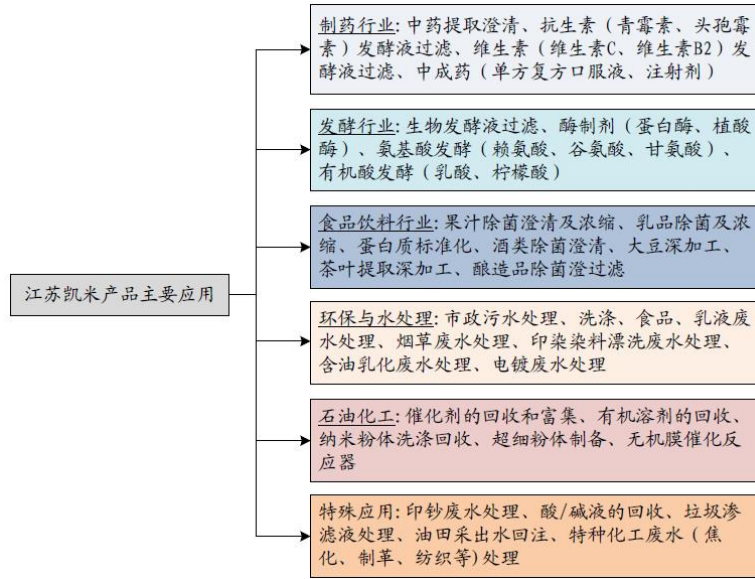 制药行业: 中药提取澄清、抗生素（青霉素、头孢霉
素）发酵液过滤、维生素（维生素C、维生素B2）发
酵液过滤、中成药（单方复方口服液、注射剂）
发酵行业: 生物发酵液过滤、酶制剂（蛋白酶、植酸
酶）、氨基酸发酵（赖氨酸、谷氨酸、甘氨酸）、
有机酸发酵（乳酸、柠檬酸）
食品饮料行业: 果汁除菌澄清及浓缩、乳品除菌及浓
缩、蛋白质标准化、酒类除菌澄清、大豆深加工、
茶叶提取深加工、酿造品除菌澄过滤
江苏凯米产品主要应用
环保与水处理: 市政污水处理、洗涤、食品、乳液废
水处理、烟草废水处理、印染染料漂洗废水处理、
含油乳化废水处理、电镀废水处理
石油化工: 催化剂的回收和富集、有机溶剂的回收、
纳米粉体洗涤回收、超细粉体制备、无机膜催化反
应器
特殊应用: 印钞废水处理、酸/碱液的回收、垃圾渗
滤液处理、油田采出水回注、特种化工废水（焦
化、制革、纺织等)处理